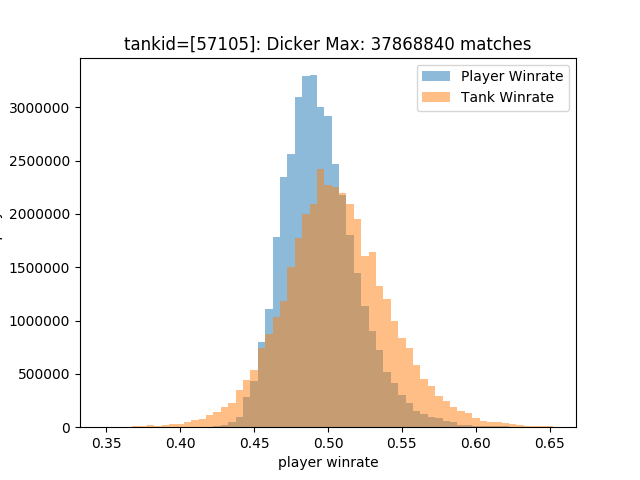 tankid=[57105]: Dicker Max: 37868840 matches
Player Winrate
Tank Winrate
3000000
2500000
2000000
1500000
1000000
500000
0
0.35 0.40 0.45 0.50 0.55 0.60 0.65
player winrate